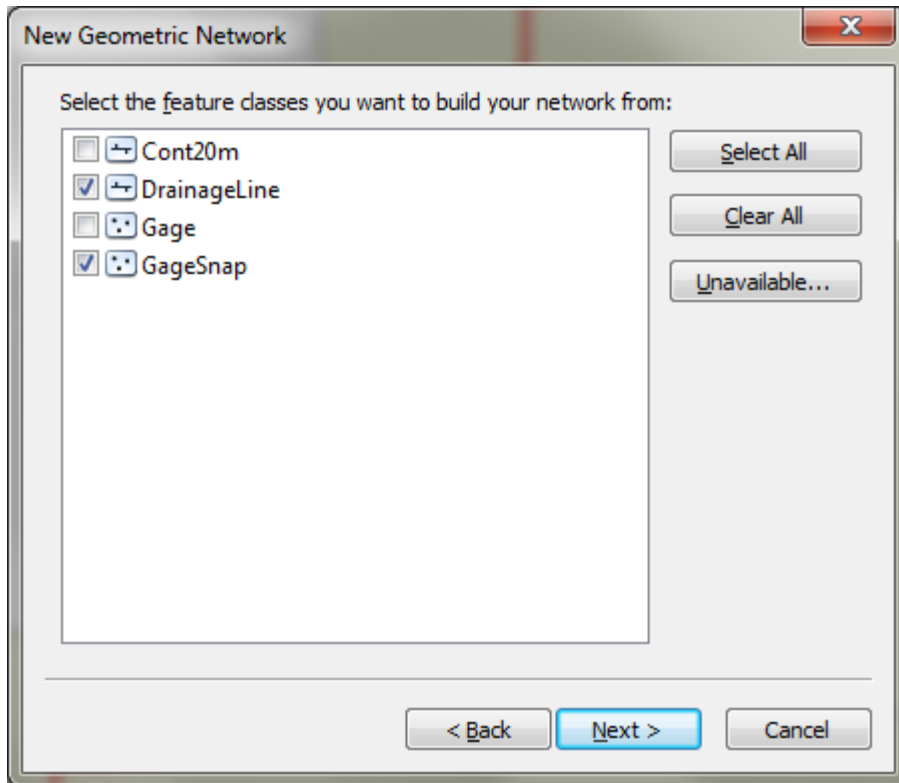 New Geometric Network
Select the feature classes you want to build your network from:
Cont20m
DrainageLine
Gage
GageSnap
Select All
Clear All
Unavailable...
< Back
Next >
Cancel